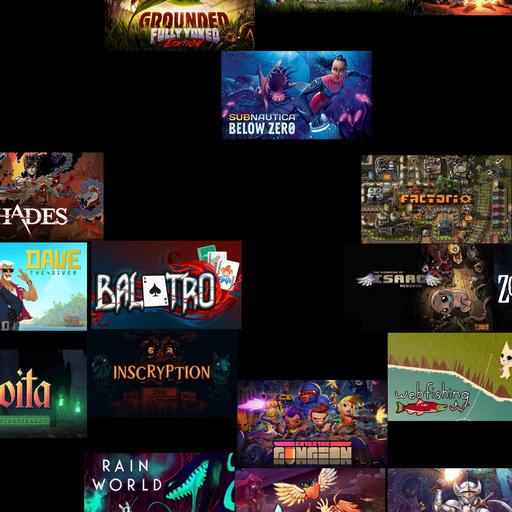 GROUNDED
FULLY YOKED
EDITION
SUBNAUTICA
BELOW ZERO
HADES
FACTORIO
DAVE
THE DIVER
BALATRO
THE BINDING OF
ISAAC
REBIRTH
ZO
oita
INSCRYPTION
webfishing
ENTER THE
GUNGEON
RAIN
WORLD